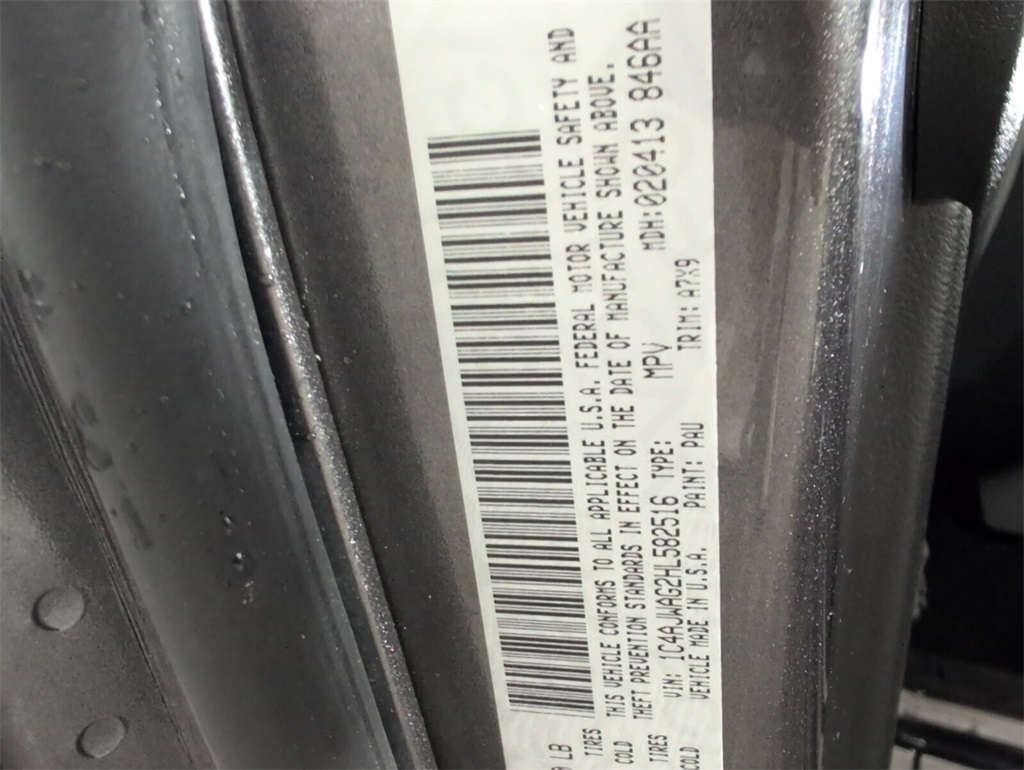 LB
TIRES
COLD
TIRES
COLD
THIS VEHICLE CONFORMS TO ALL APPLICABLE U.S.A. FEDERAL MOTOR VEHICLE SAFETY AND
THEFT PREVENTION STANDARDS IN EFFECT ON THE DATE OF MANUFACTURE SHOWN ABOVE.
VIN: 1C4AJWAG2HL582516 TYPE: MPV MDH:020413 846AA
VEHICLE MADE IN U.S.A. PAINT: PAU TRIM: A7X9